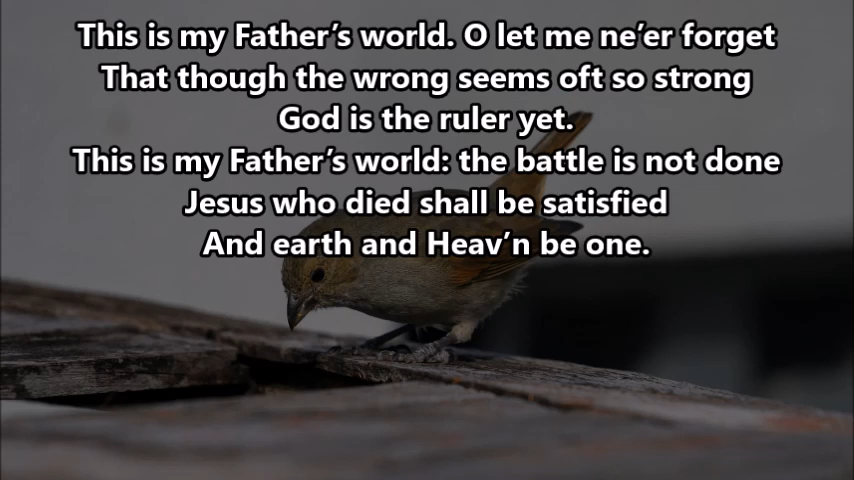 This is my Father’s world. O let me ne’er forget
That though the wrong seems oft so strong
God is the ruler yet.
This is my Father’s world: the battle is not done
Jesus who died shall be satisfied
And earth and Heav’n be one.